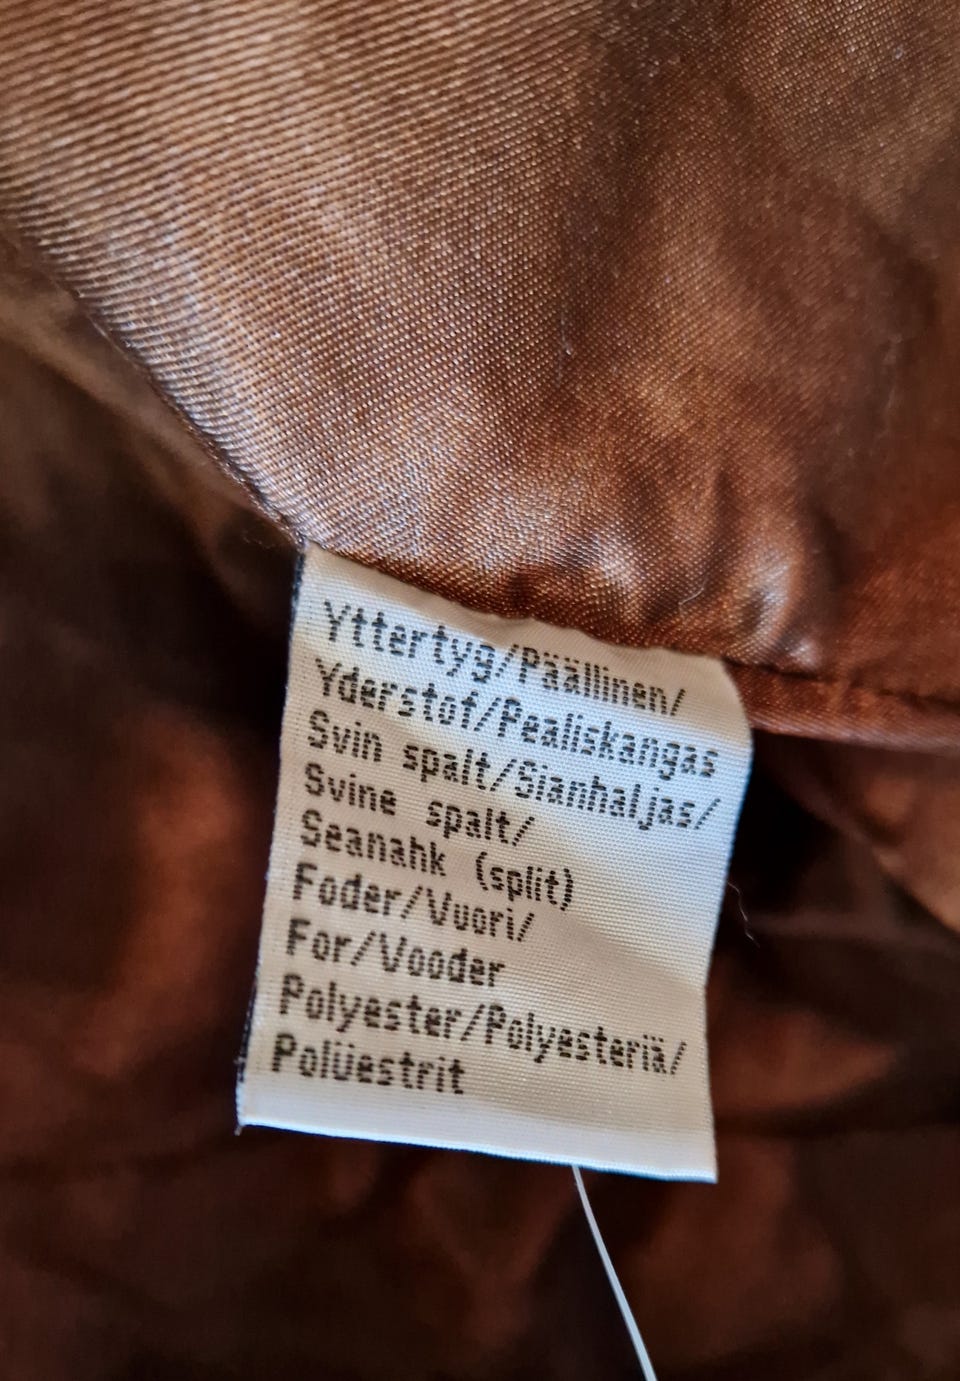 Yttertyg/Päällinen/
Yderstof/Pealiskangas
Svin spalt/Sianhaljas/
Svine spalt/
Seanahk (split)
Foder/Vuori/
For/Vooder
Polyester/Polyesteriä/
Polüestrit